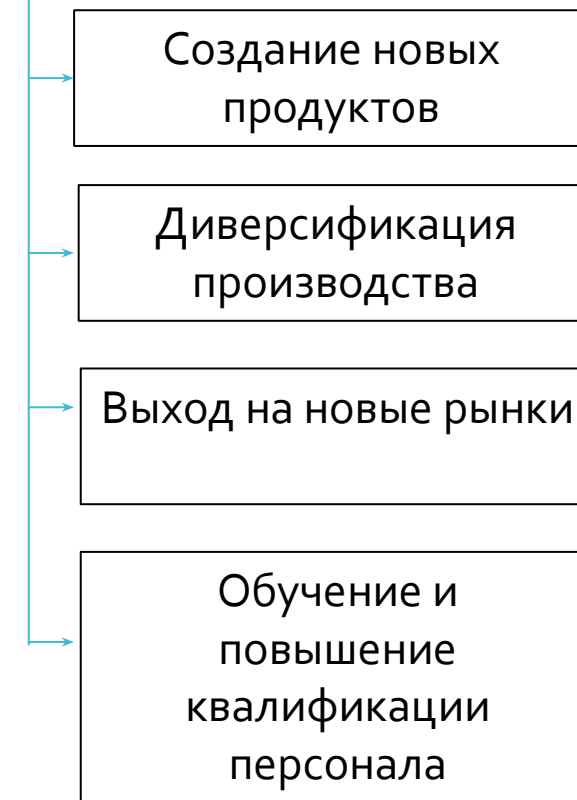 Создание новых
продуктов
Диверсификация
производства
Выход на новые рынки
Обучение и
повышение
квалификации
персонала